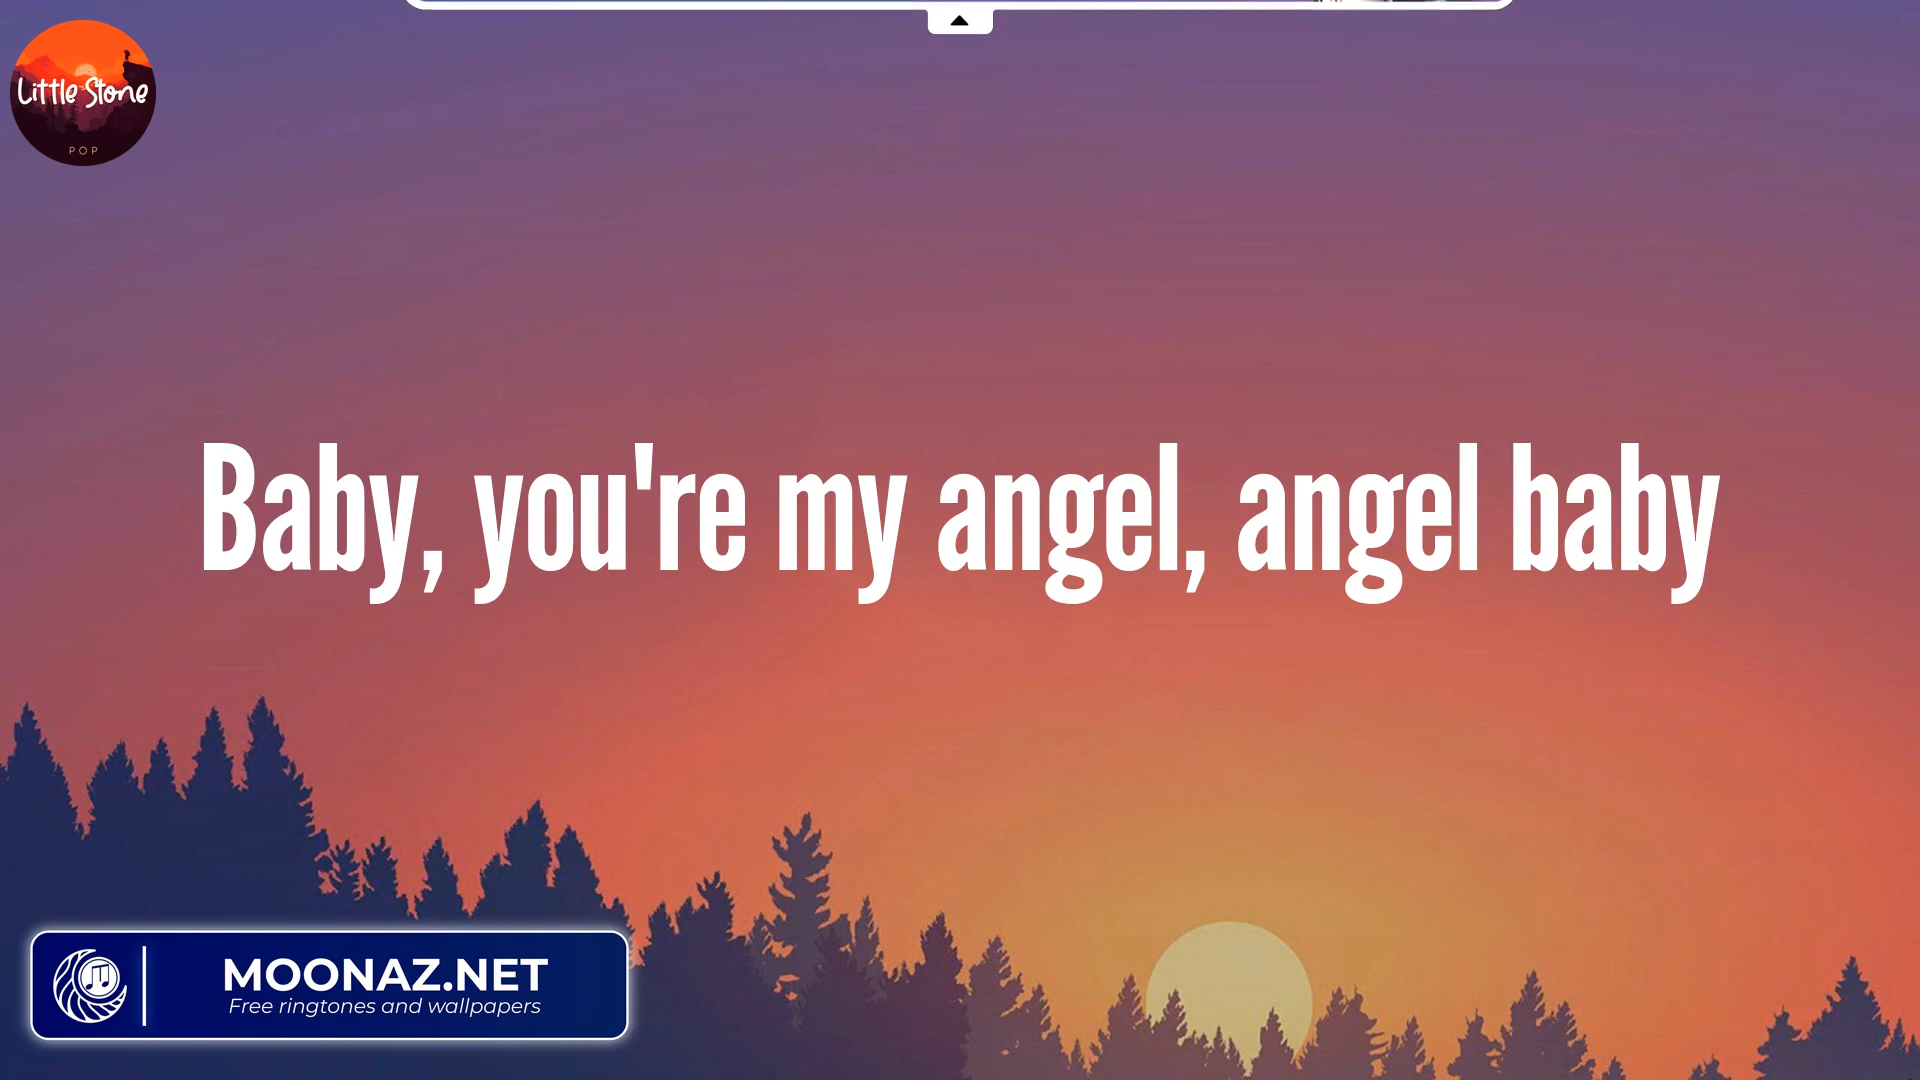 Little Stone
POP
Baby, you're my angel, angel baby
MOONAZ.NET
Free ringtones and wallpapers